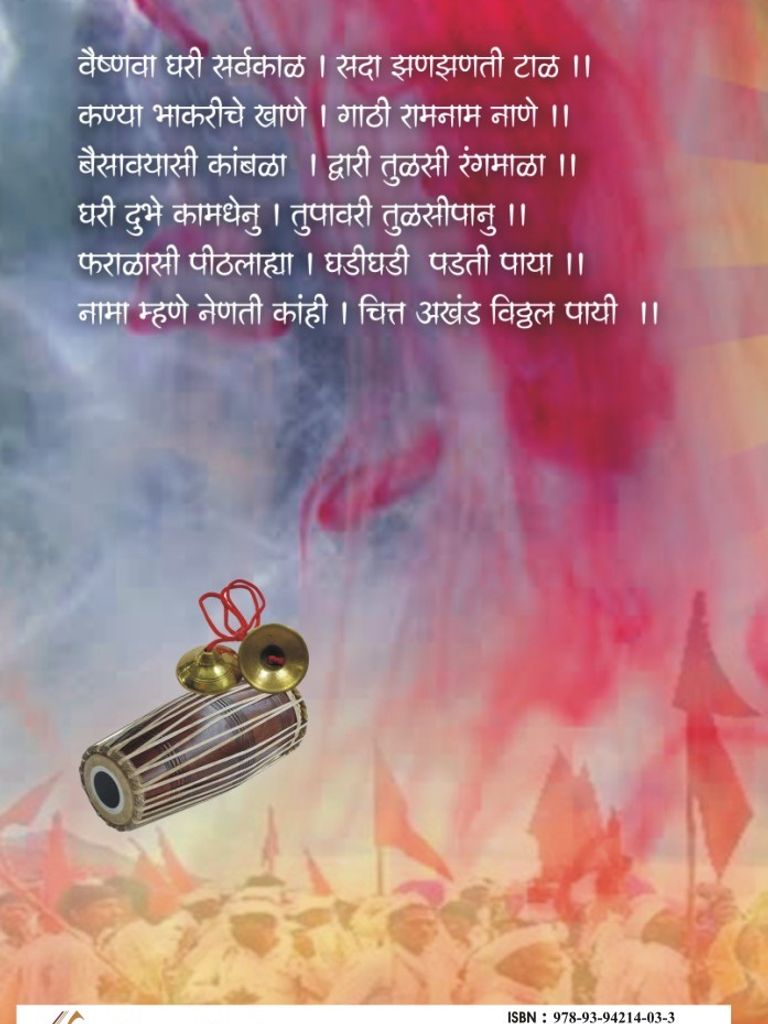 वैष्णवा घरी सर्वकाळ । सदा झणझणती टाळ ।।
कण्या भाकरीचे खाणे । गाठी रामनाम नाणे ।।
बैसावयासी कांबळा । द्वारी तुळसी रंगमाळा ।।
घरी दुभे कामधेनु । तुपावरी तुळसीपानु ।।
फराळासी पीठलाह्या । घडीघडी पडती पाया ।।
नामा म्हणे नेणती कांही । चित्त अखंड विठ्ठल पायी ।।
ISBN : 978-93-94214-03-3